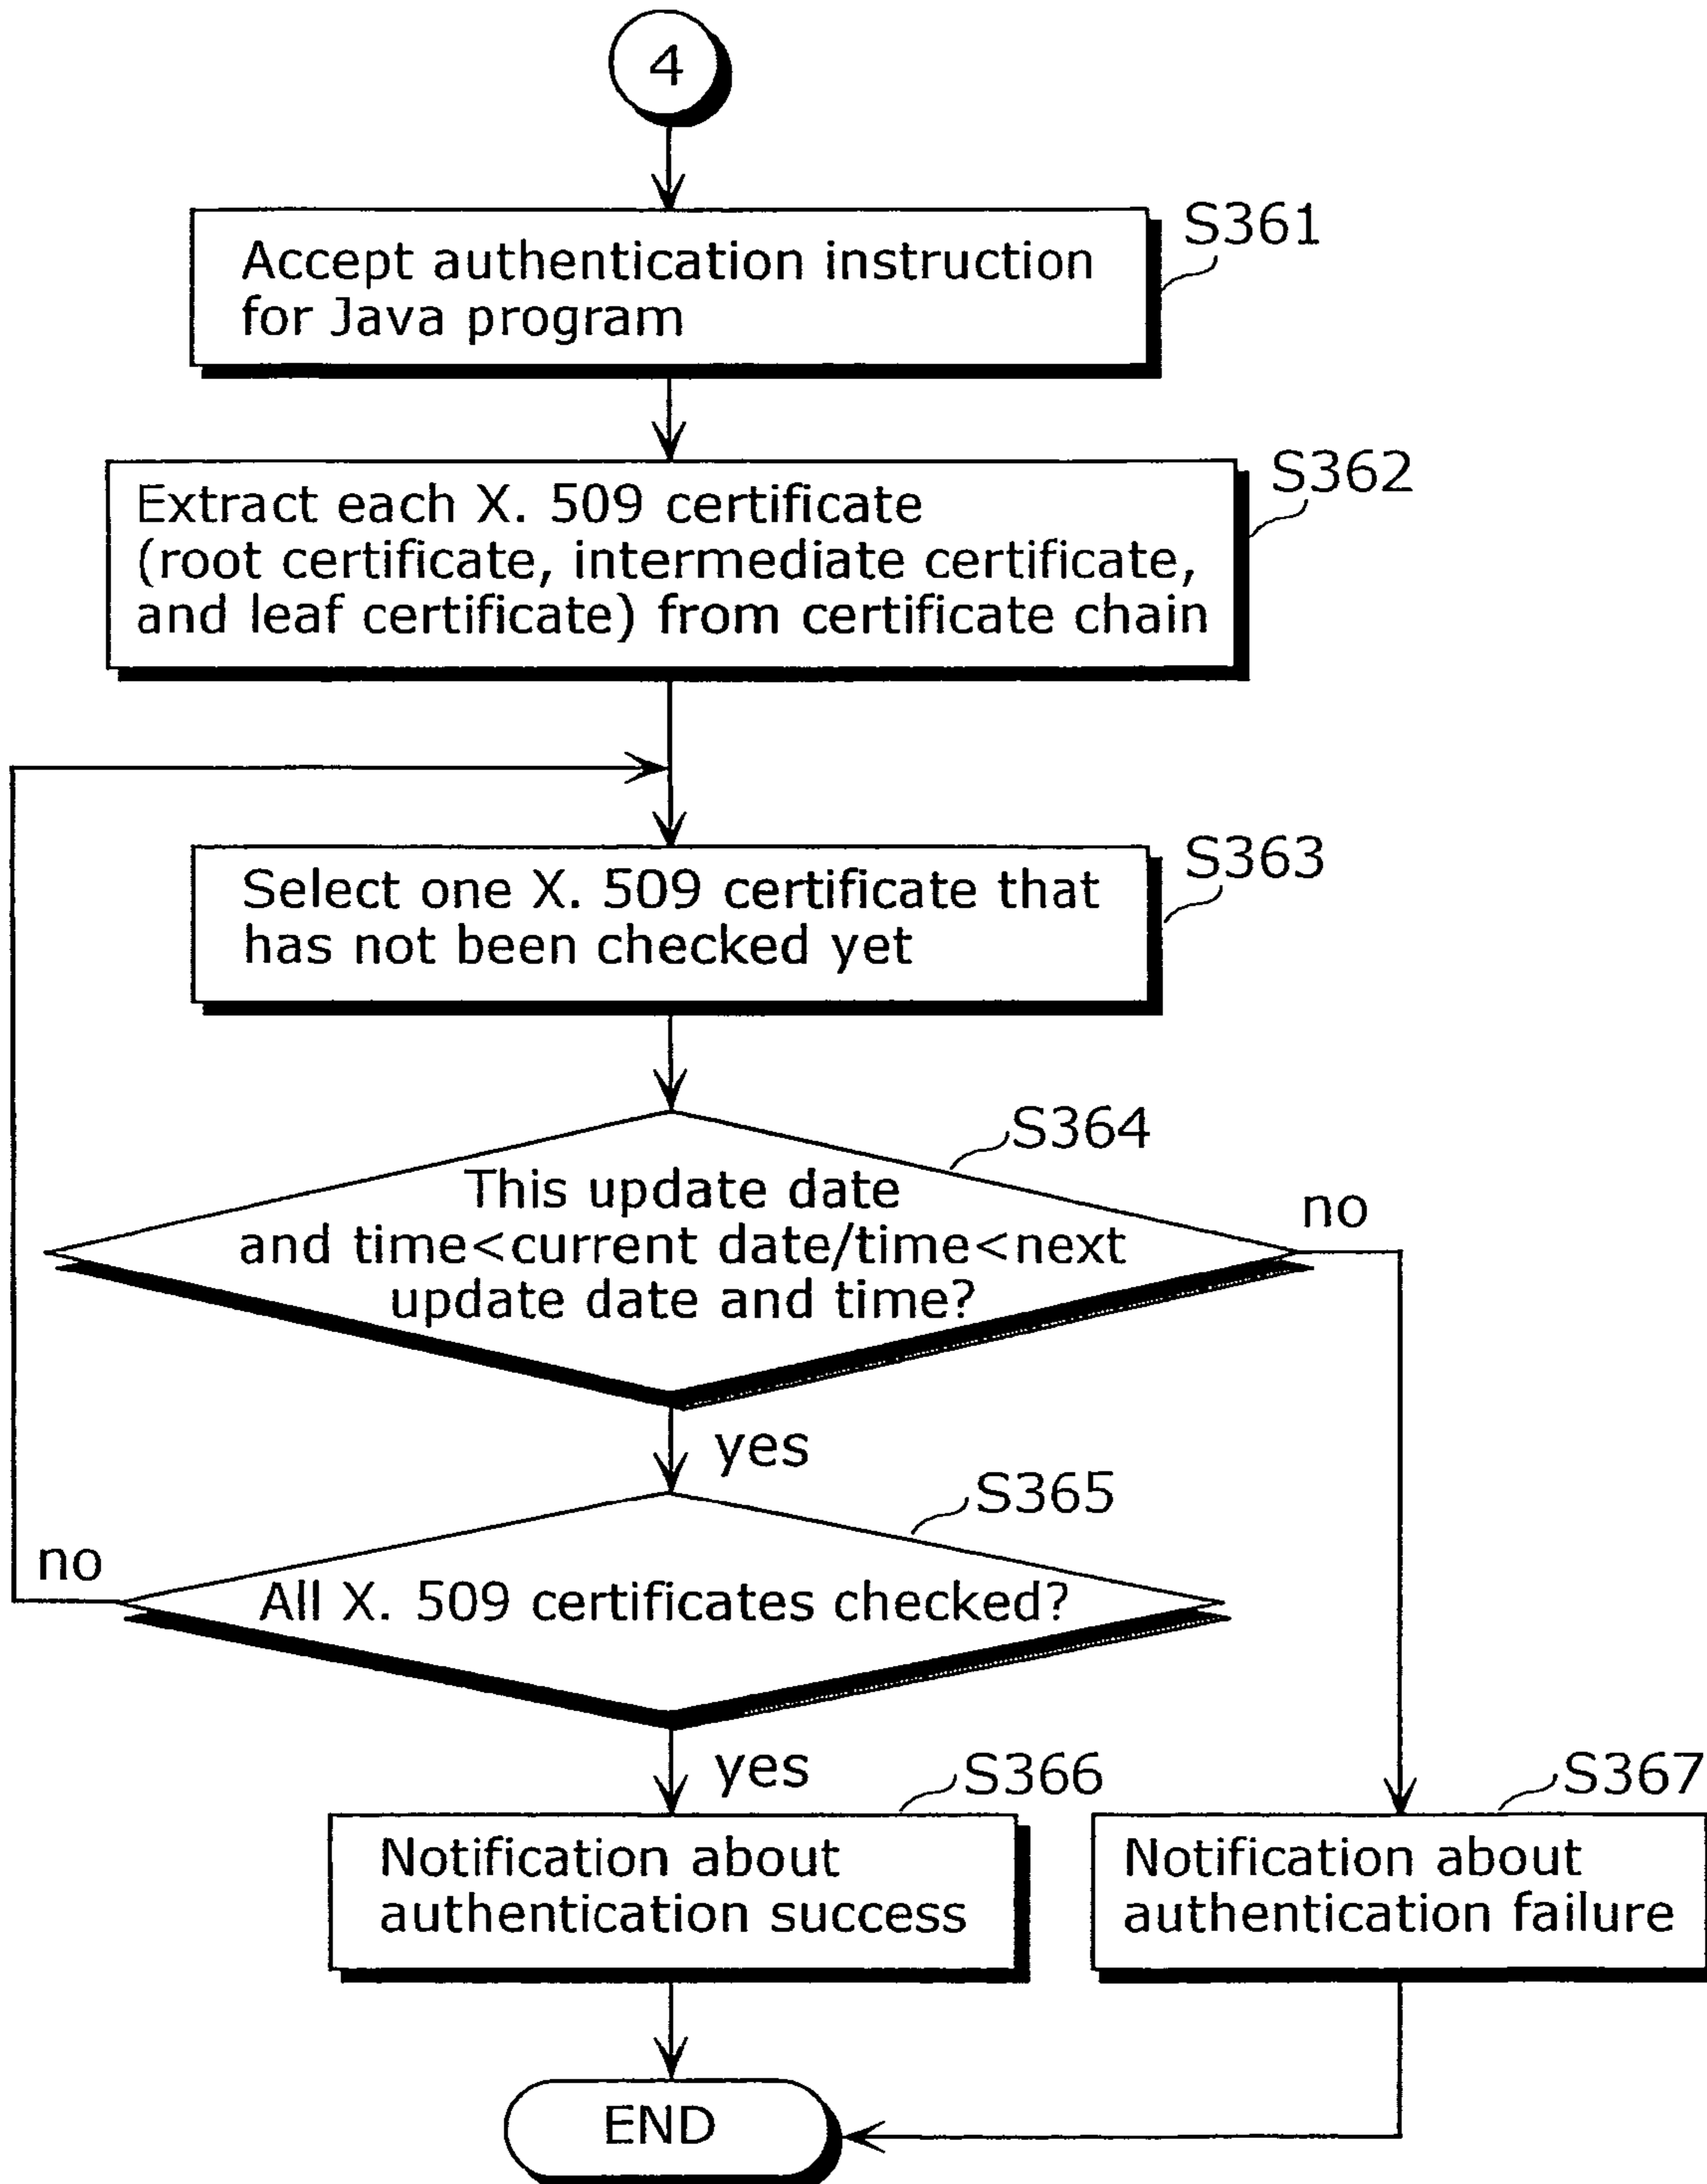 4
S361
Accept authentication instruction
for Java program
S362
Extract each X. 509 certificate
(root certificate, intermediate certificate,
and leaf certificate) from certificate chain
S363
Select one X. 509 certificate that
has not been checked yet
S364
This update date
and time<current date/time<next
update date and time?
no
yes
S365
All X. 509 certificates checked?
no
yes
S366
Notification about
authentication success
S367
Notification about
authentication failure
END